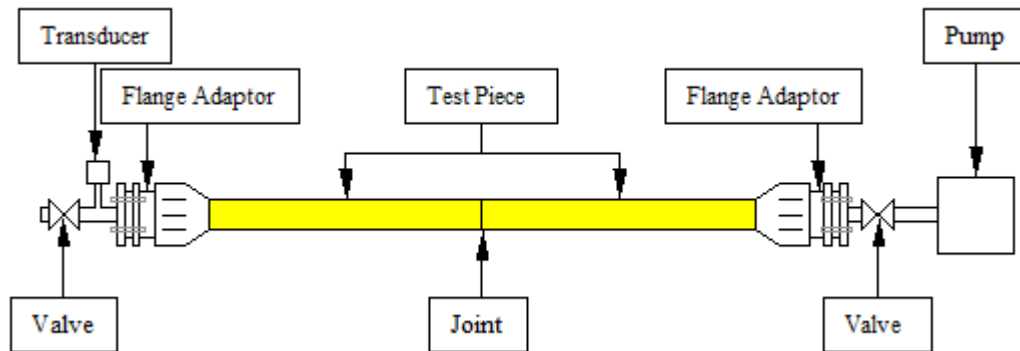 Transducer
Pump
Flange Adaptor
Test Piece
Flange Adaptor
Valve
Joint
Valve